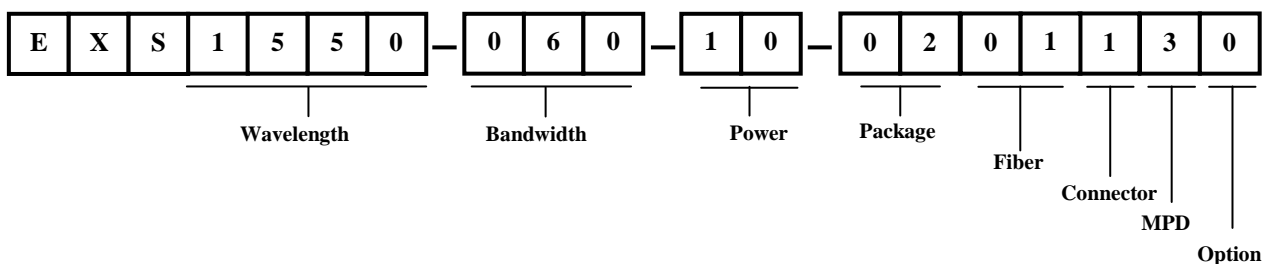 E X S 1 5 5 0 – 0 6 0 – 1 0 – 0 2 0 1 1 3 0
Wavelength Bandwidth Power Package
Fiber
Connector
MPD
Option